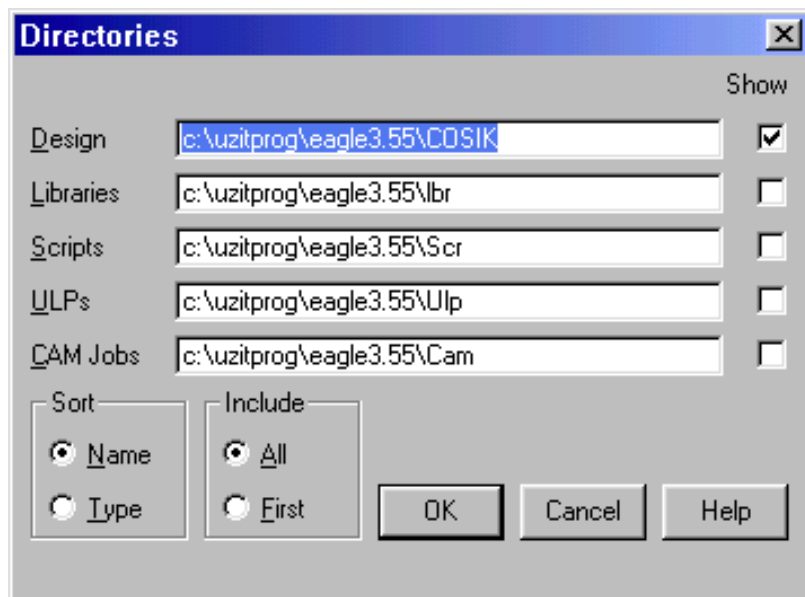 Directories
Show
Design c:\uzitprog\eagle3.55\COSIK
Libraries c:\uzitprog\eagle3.55\lbr
Scripts c:\uzitprog\eagle3.55\Scr
ULPs c:\uzitprog\eagle3.55\Ulp
CAM Jobs c:\uzitprog\eagle3.55\Cam
Sort Include
Name All
Type First OK Cancel Help